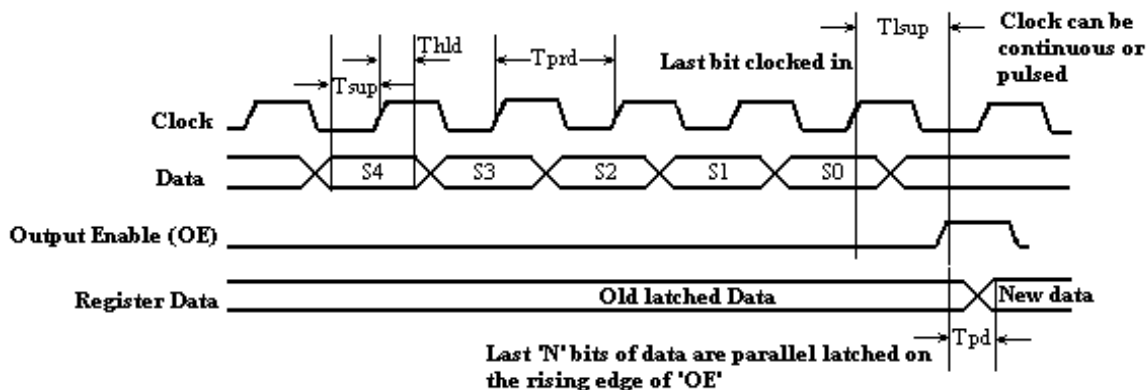 Tlsup
Clock can be
continuous or
pulsed
Thld
Tprd
Last bit clocked in
Tsup
Clock
Data
S4
S3
S2
S1
S0
Output Enable (OE)
Register Data
Old latched Data
New data
Tpd
Last 'N' bits of data are parallel latched on
the rising edge of 'OE'